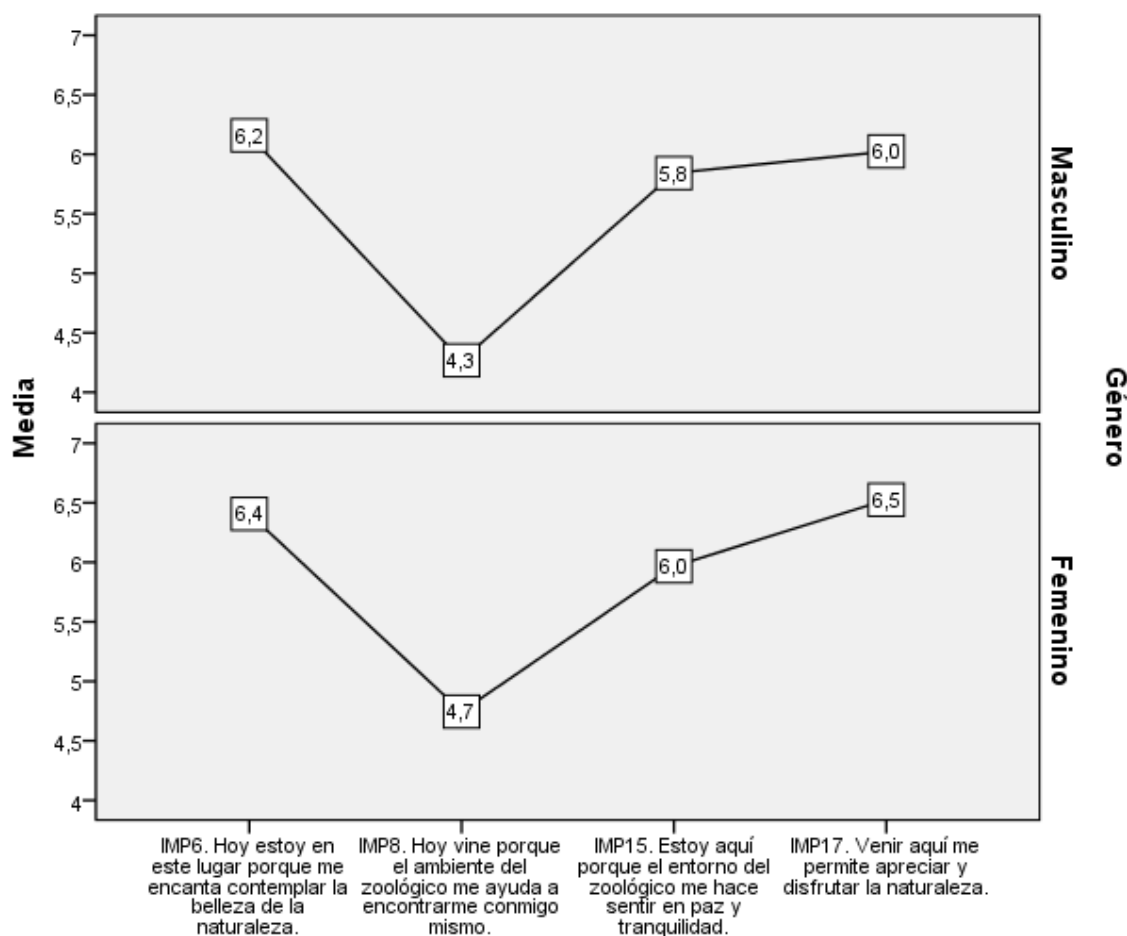 Media
7
6,5
6
5,5
5
4,5
4
6,2
4,3
5,8
6,0
Masculino
7
6,5
6
5,5
5
4,5
4
6,4
4,7
6,0
6,5
Femenino
Género
IMP6. Hoy estoy en
este lugar porque me
encanta contemplar la
belleza de la
naturaleza.
IMP8. Hoy vine porque
el ambiente del
zoológico me ayuda a
encontrarme conmigo
mismo.
IMP15. Estoy aquí
porque el entorno del
zoológico me hace
sentir en paz y
tranquilidad.
IMP17. Venir aquí me
permite apreciar y
disfrutar la naturaleza.